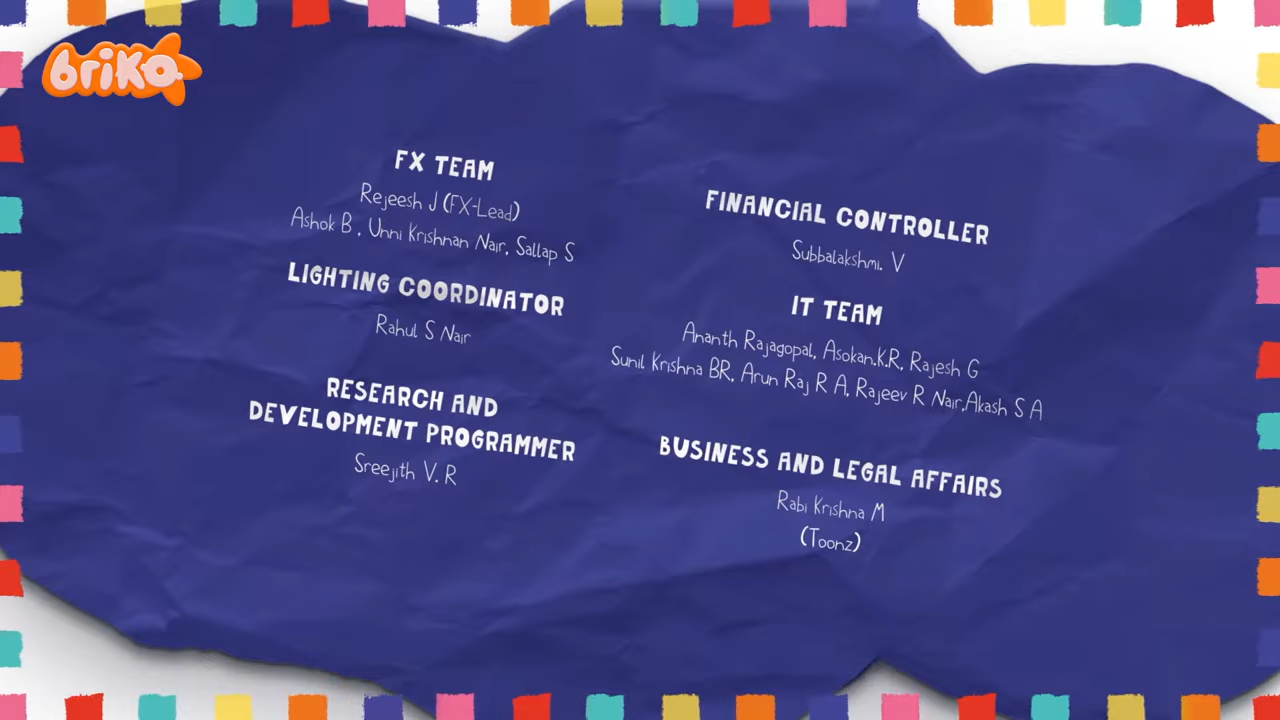 briko
FX TEAM
Rejeesh J (FX-Lead)
Ashok B , Unni Krishnan Nair, Sallap S
LIGHTING COORDINATOR
Rahul S Nair
RESEARCH AND
DEVELOPMENT PROGRAMMER
Sreejith V. R
FINANCIAL CONTROLLER
Subbalakshmi. V
IT TEAM
Ananth Rajagopal, Asokan.K.R, Rajesh G
Sunil Krishna BR, Arun Raj R A, Rajeev R Nair,Akash S A
BUSINESS AND LEGAL AFFAIRS
Rabi Krishna M
(Toonz)